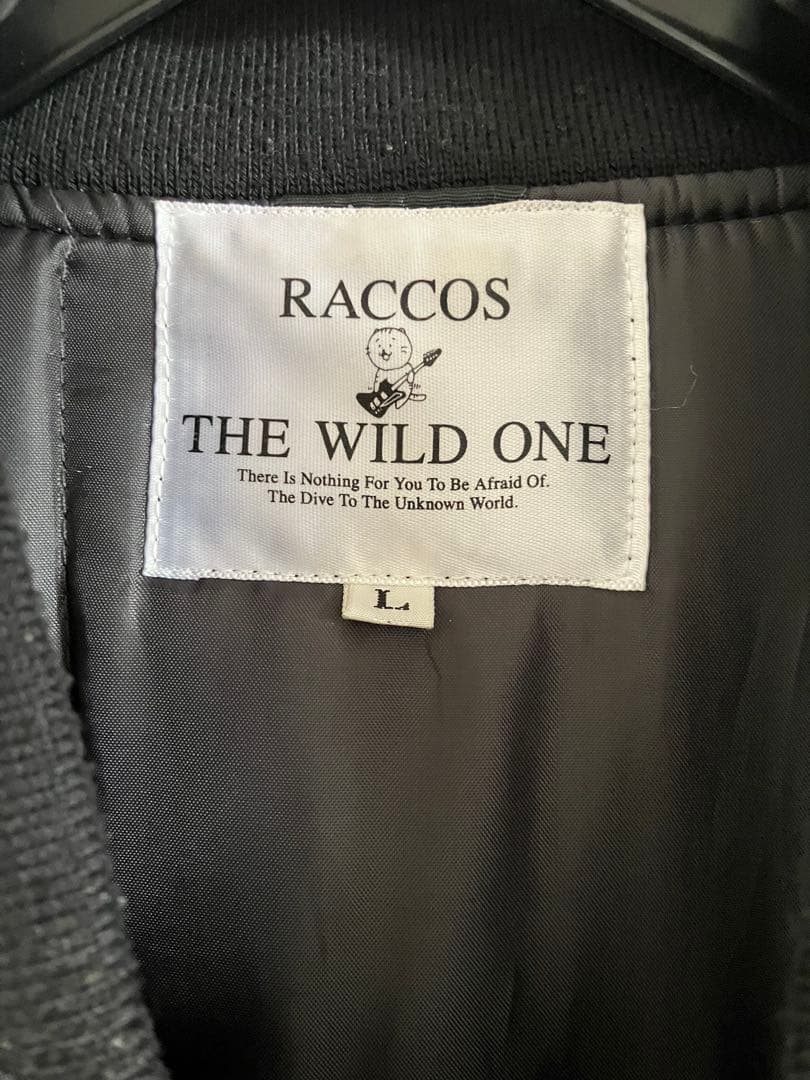 RACCOS
THE WILD ONE
There Is Nothing For You To Be Afraid Of.
The Dive To The Unknown World.
L